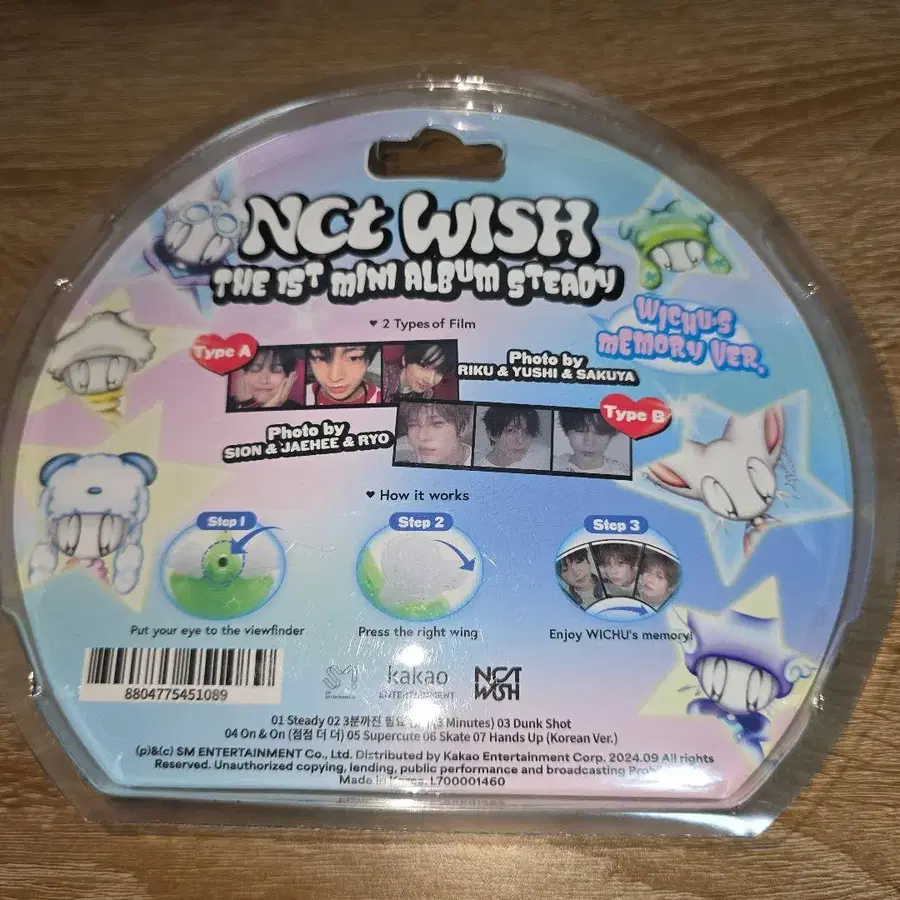 NCT WISH
THE 1ST MINI ALBUM STEADY
WICHU'S
MEMORY VER.
♥ 2 Types of Film
Type A
Photo by
RIKU & YUSHI & SAKUYA
Type B
Photo by
SION & JAEHEE & RYO
♥ How it works
Step 1
Step 2
Step 3
Put your eye to the viewfinder
Press the right wing
Enjoy WICHU's memory!
8804775451089
SM
ENTERTAINMENT
kakao
ENTERTAINMENT
NCT
WISH
01 Steady 02 3분까진 필요 (3 Minutes) 03 Dunk Shot
04 On & On (점점 더 더) 05 Supercute 06 Skate 07 Hands Up (Korean Ver.)
(p)&(c) SM ENTERTAINMENT Co., Ltd. Distributed by Kakao Entertainment Corp. 2024.09 All rights
Reserved. Unauthorized copying, lending, public performance and broadcasting
Made in Korea. L700001460